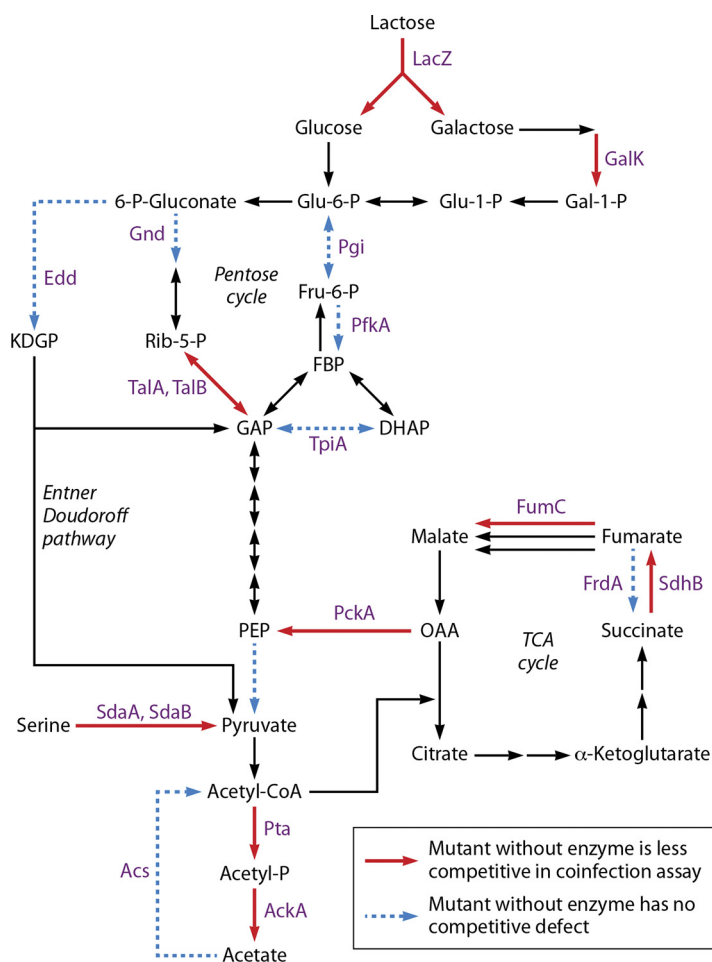 Lactose
LacZ
Glucose
Galactose
GalK
6-P-Gluconate
Glu-6-P
Glu-1-P
Gal-1-P
Gnd
Pgi
Edd
Pentose
cycle
Fru-6-P
PfkA
KDGP
Rib-5-P
FBP
TalA, TalB
GAP
DHAP
TpiA
Entner
Doudoroff
pathway
FumC
Malate
Fumarate
FrdA
SdhB
PckA
PEP
OAA
TCA
cycle
Succinate
SdaA, SdaB
Serine
Pyruvate
Citrate
α-Ketoglutarate
Acetyl-CoA
Pta
Acs
Acetyl-P
AckA
Acetate
Mutant without enzyme is less
competitive in coinfection assay
Mutant without enzyme has no
competitive defect